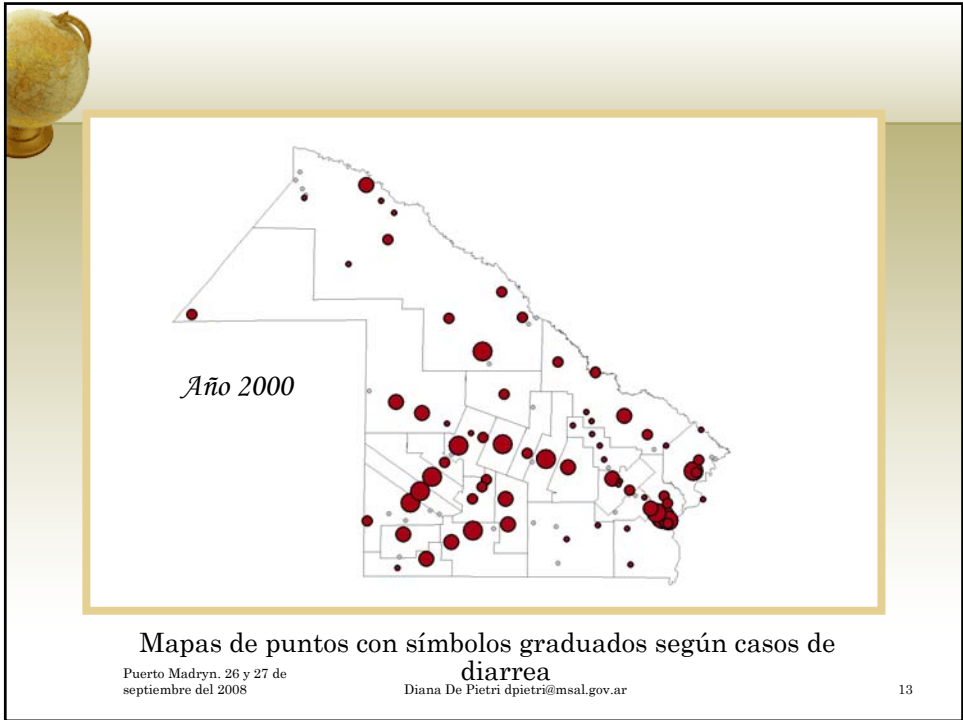 Año 2000
Mapas de puntos con símbolos graduados según casos de
diarrea
Puerto Madryn. 26 y 27 de
septiembre del 2008
Diana De Pietri dpietri@msal.gov.ar
13